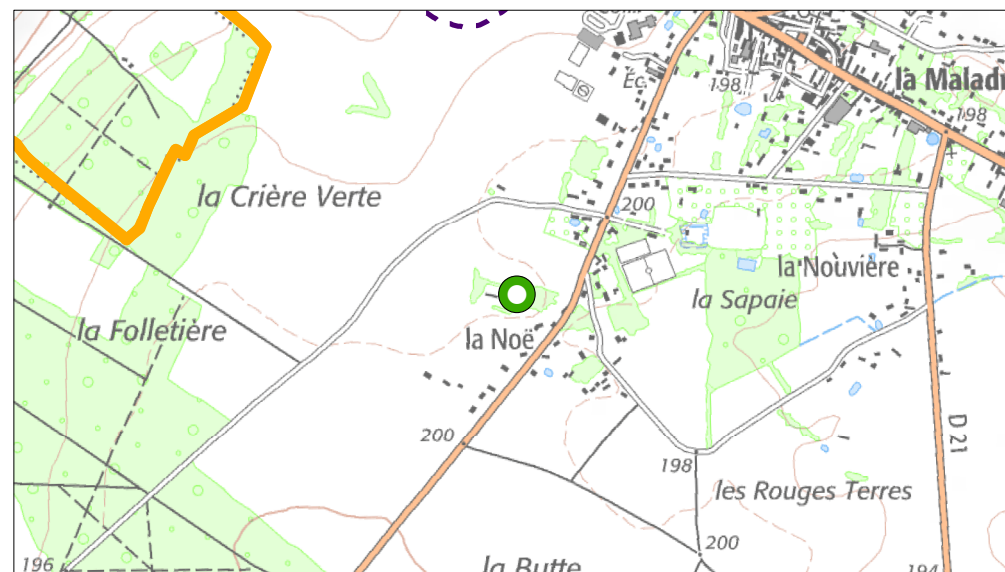 Éc.
198
la Malad
198
la Crière Verte
200
la Nouvière
la Sapaie
la Folletière
la Noë
D 21
200
198
les Rouges Terres
200
196
la Butte
194